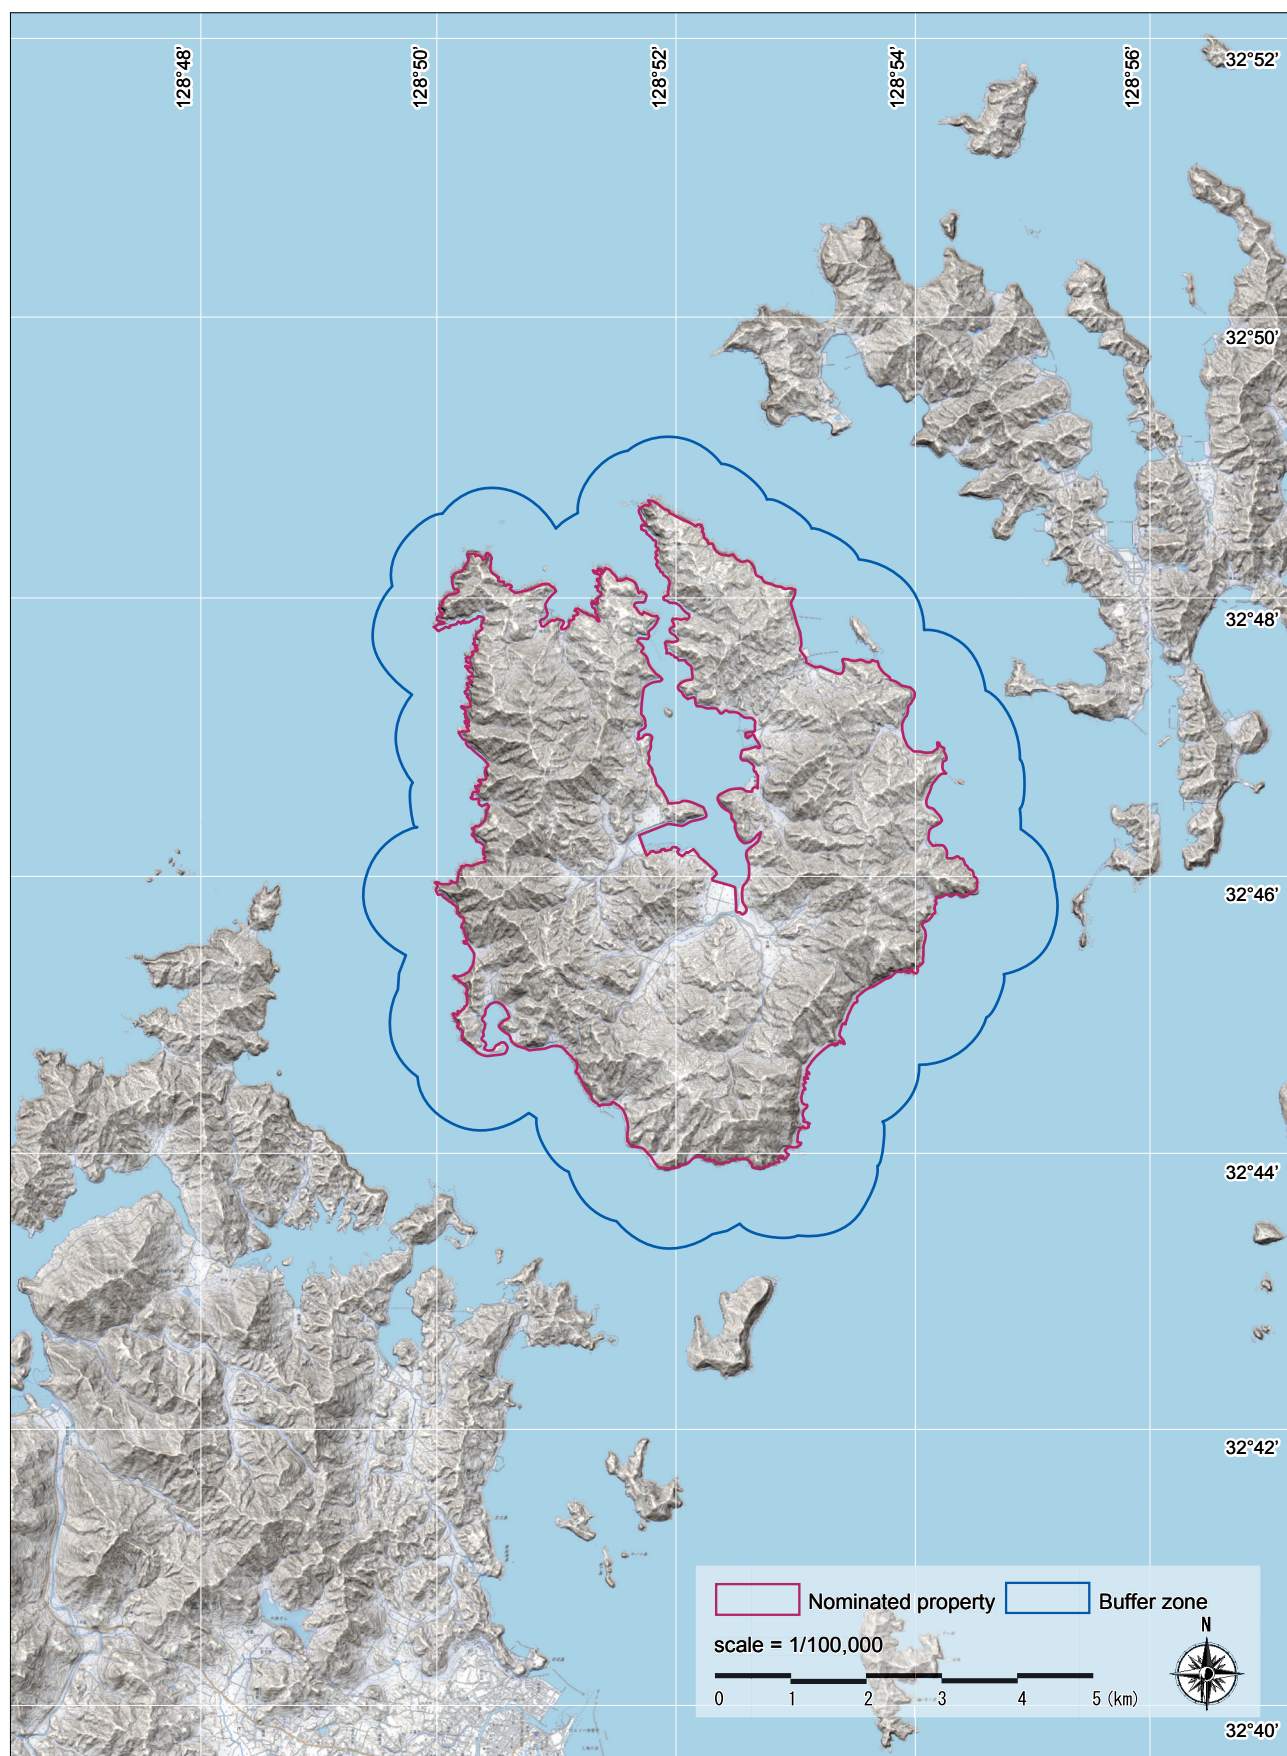 128°48’
128°50’
128°52’
128°54’
128°56’
32°52’
32°50’
32°48’
32°46’
32°44’
32°42’
Nominated property
Buffer zone
scale = 1/100,000
N
0 1 2 3 4 5 (km)
32°40’